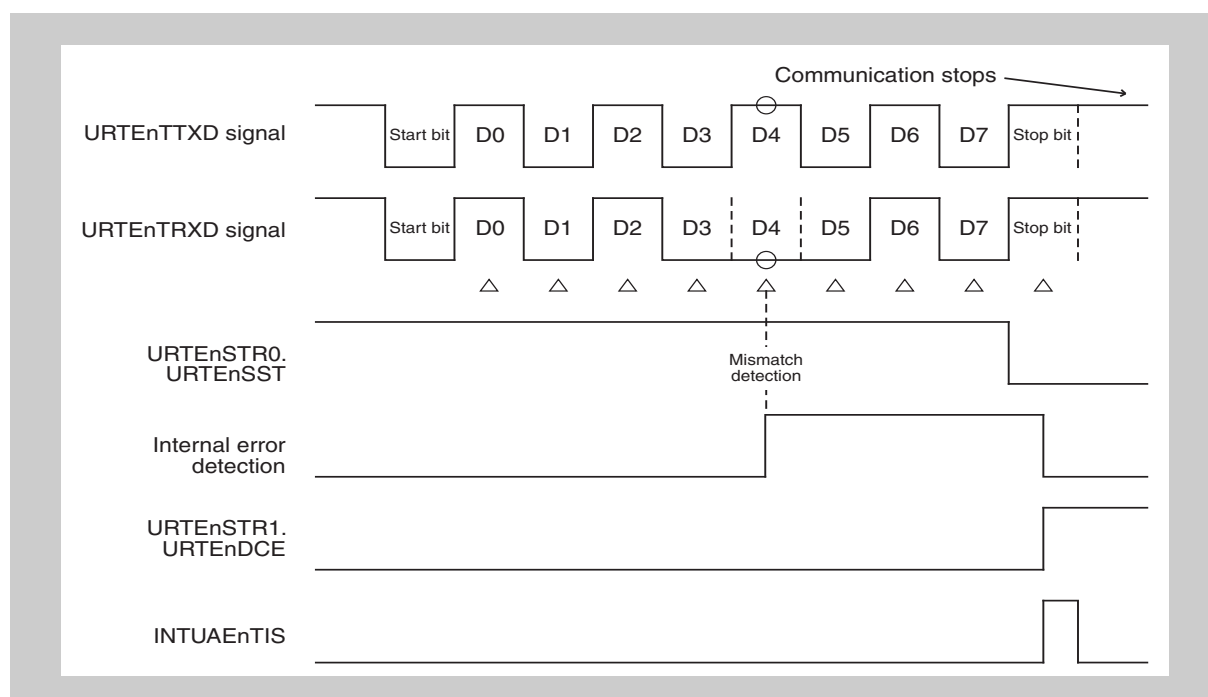 Communication stops
URTEnTTXD signal
Start bit D0 D1 D2 D3 D4 D5 D6 D7 Stop bit
URTEnTRXD signal
Start bit D0 D1 D2 D3 D4 D5 D6 D7 Stop bit
URTEnSTR0.
URTEnSST
Mismatch
detection
Internal error
detection
URTEnSTR1.
URTEnDCE
INTUAEnTIS